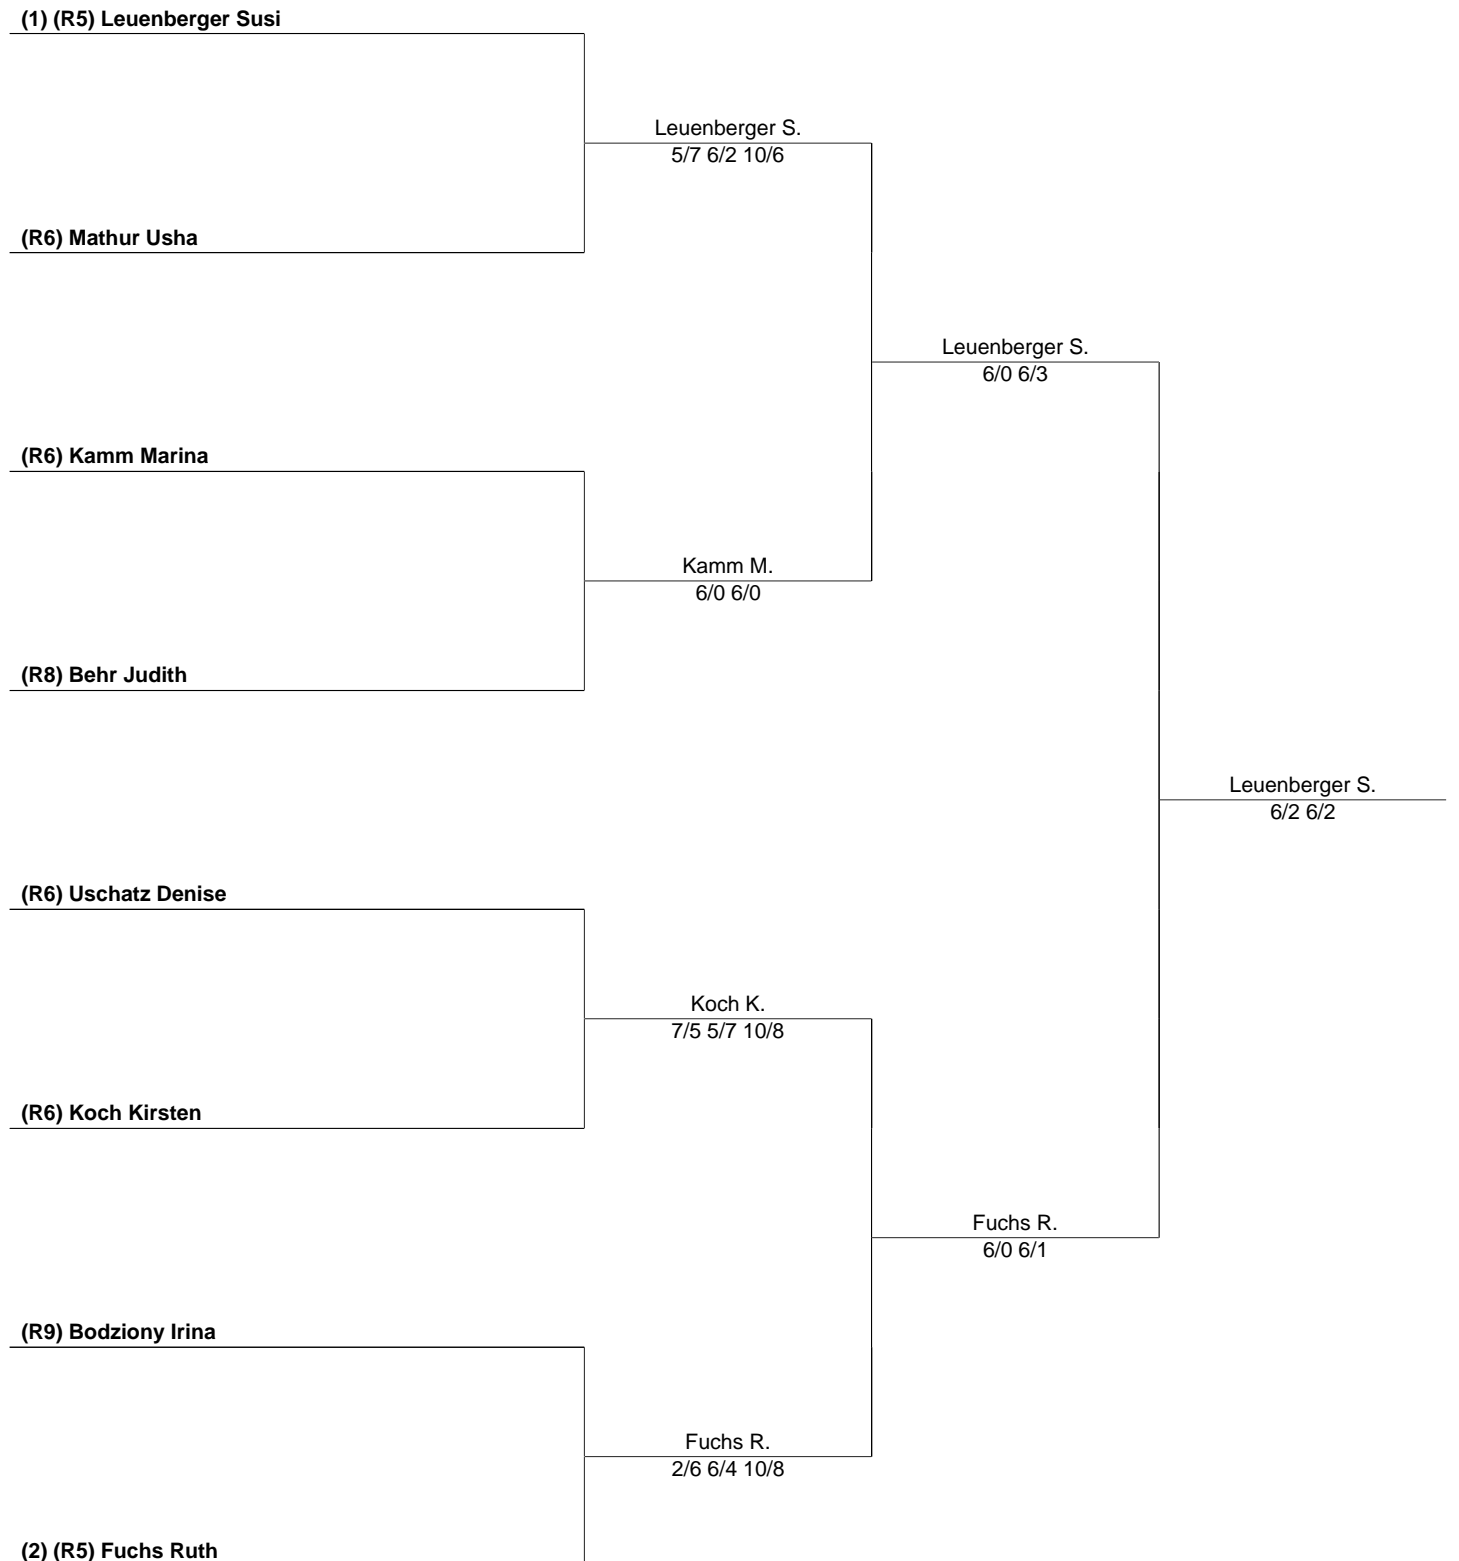 (1) (R5) Leuenberger Susi
Leuenberger S.
5/7 6/2 10/6
(R6) Mathur Usha
Leuenberger S.
6/0 6/3
(R6) Kamm Marina
Kamm M.
6/0 6/0
(R8) Behr Judith
Leuenberger S.
6/2 6/2
(R6) Uschatz Denise
Koch K.
7/5 5/7 10/8
(R6) Koch Kirsten
Fuchs R.
6/0 6/1
(R9) Bodziony Irina
Fuchs R.
2/6 6/4 10/8
(2) (R5) Fuchs Ruth